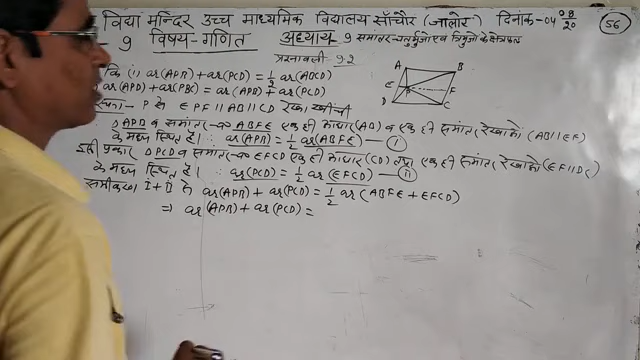 विद्या मन्दिर उच्च माध्यमिक विद्यालय साँचौर (जालोर) दिनांक-04 08 20
56
9 विषय-गणित अध्याय 9 समांतर चतुर्भुजों एवं त्रिभुजों के क्षेत्रफल
प्रश्नावली 9.2
कि (i) ar(APB) + ar(PCD) = 1/2 ar(ABCD)
ar(APD) + ar(PBC) = ar(APB) + ar(PCD)
P से EPF || AB || CD रेखा खींची
A B E P F D C
Δ APB व समांतर च० ABFE एक ही आधार (AB) व एक ही समांतर रेखाओं (AB || EF)
के मध्य स्थित है। ∴ ar(APB) = 1/2 ar(ABFE) — I
इसी प्रकार Δ PCD व समांतर च० EFCD एक ही आधार (CD) तथा एक ही समांतर रेखाओं (EF || DC)
के मध्य स्थित है। ∴ ar(PCD) = 1/2 ar(EFCD) — II
समीकरण I + II से ar(APB) + ar(PCD) = 1/2 ar(ABFE + EFCD)
⇒ ar(APB) + ar(PCD) =